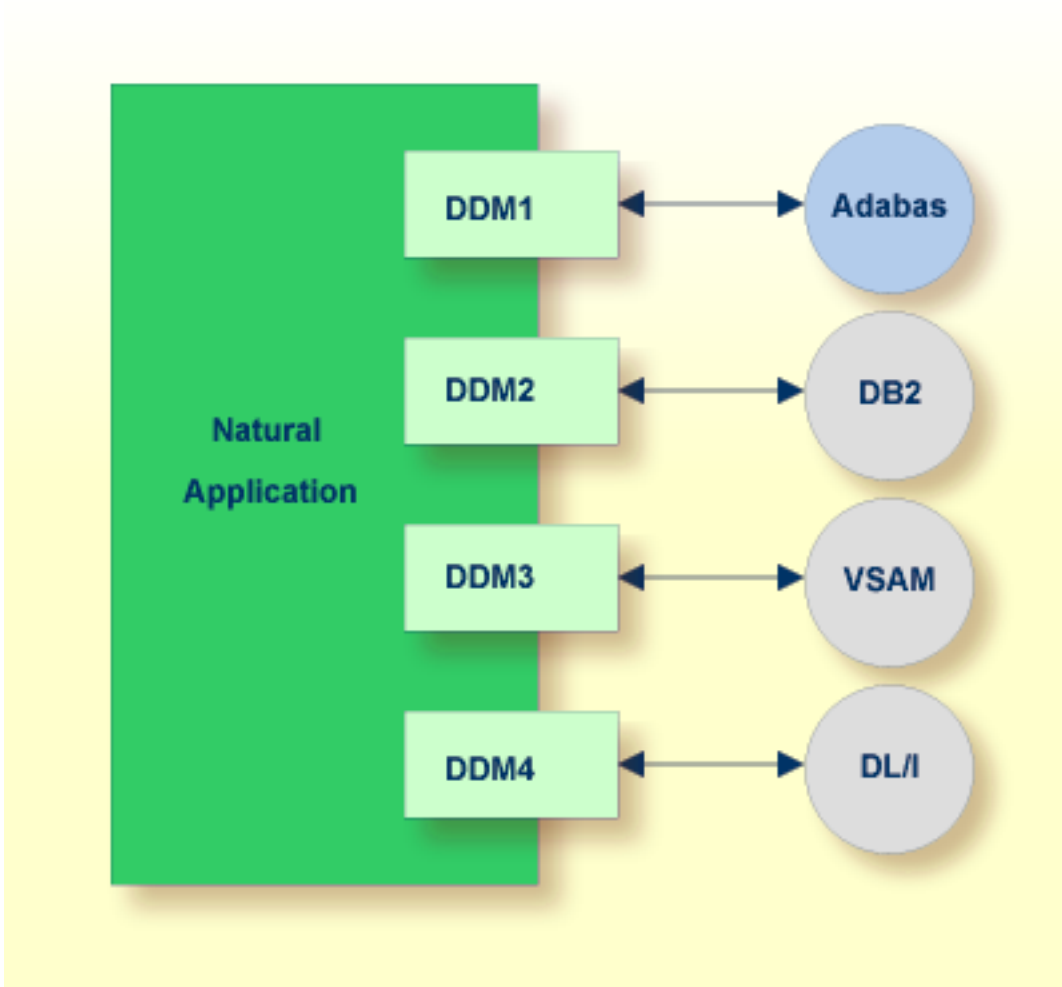 DDM1
Adabas
DDM2
DB2
Natural
Application
DDM3
VSAM
DDM4
DL/I